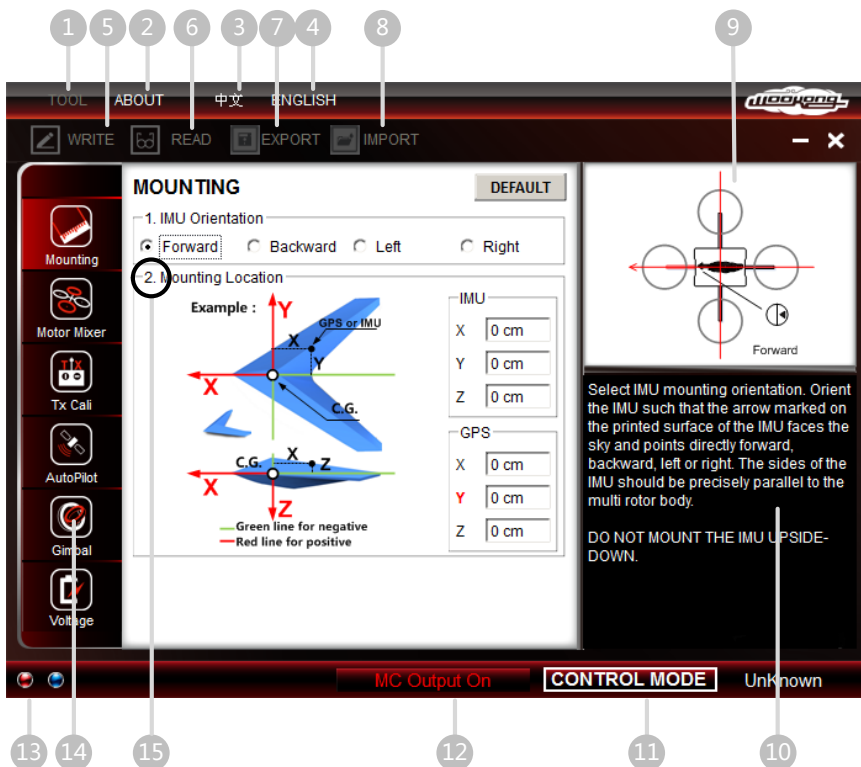 1 5 2 6 3 7 4 8 9
TOOL ABOUT 中文 ENGLISH
WRITE READ EXPORT IMPORT
MOUNTING DEFAULT
1. IMU Orientation
Forward Backward Left Right
2. Mounting Location
Example :
Y
GPS or IMU
X
Y
X
C.G.
C.G. X Z
X
Z
Green line for negative
Red line for positive
IMU
X 0 cm
Y 0 cm
Z 0 cm
GPS
X 0 cm
Y 0 cm
Z 0 cm
Mounting
Motor Mixer
TX
Tx Cali
AutoPilot
Gimbal
Voltage
Forward
Select IMU mounting orientation. Orient
the IMU such that the arrow marked on
the printed surface of the IMU faces the
sky and points directly forward,
backward, left or right. The sides of the
IMU should be precisely parallel to the
multi rotor body.
DO NOT MOUNT THE IMU UPSIDE-
DOWN.
MC Output On CONTROL MODE UnKnown
13 14 15 12 11 10